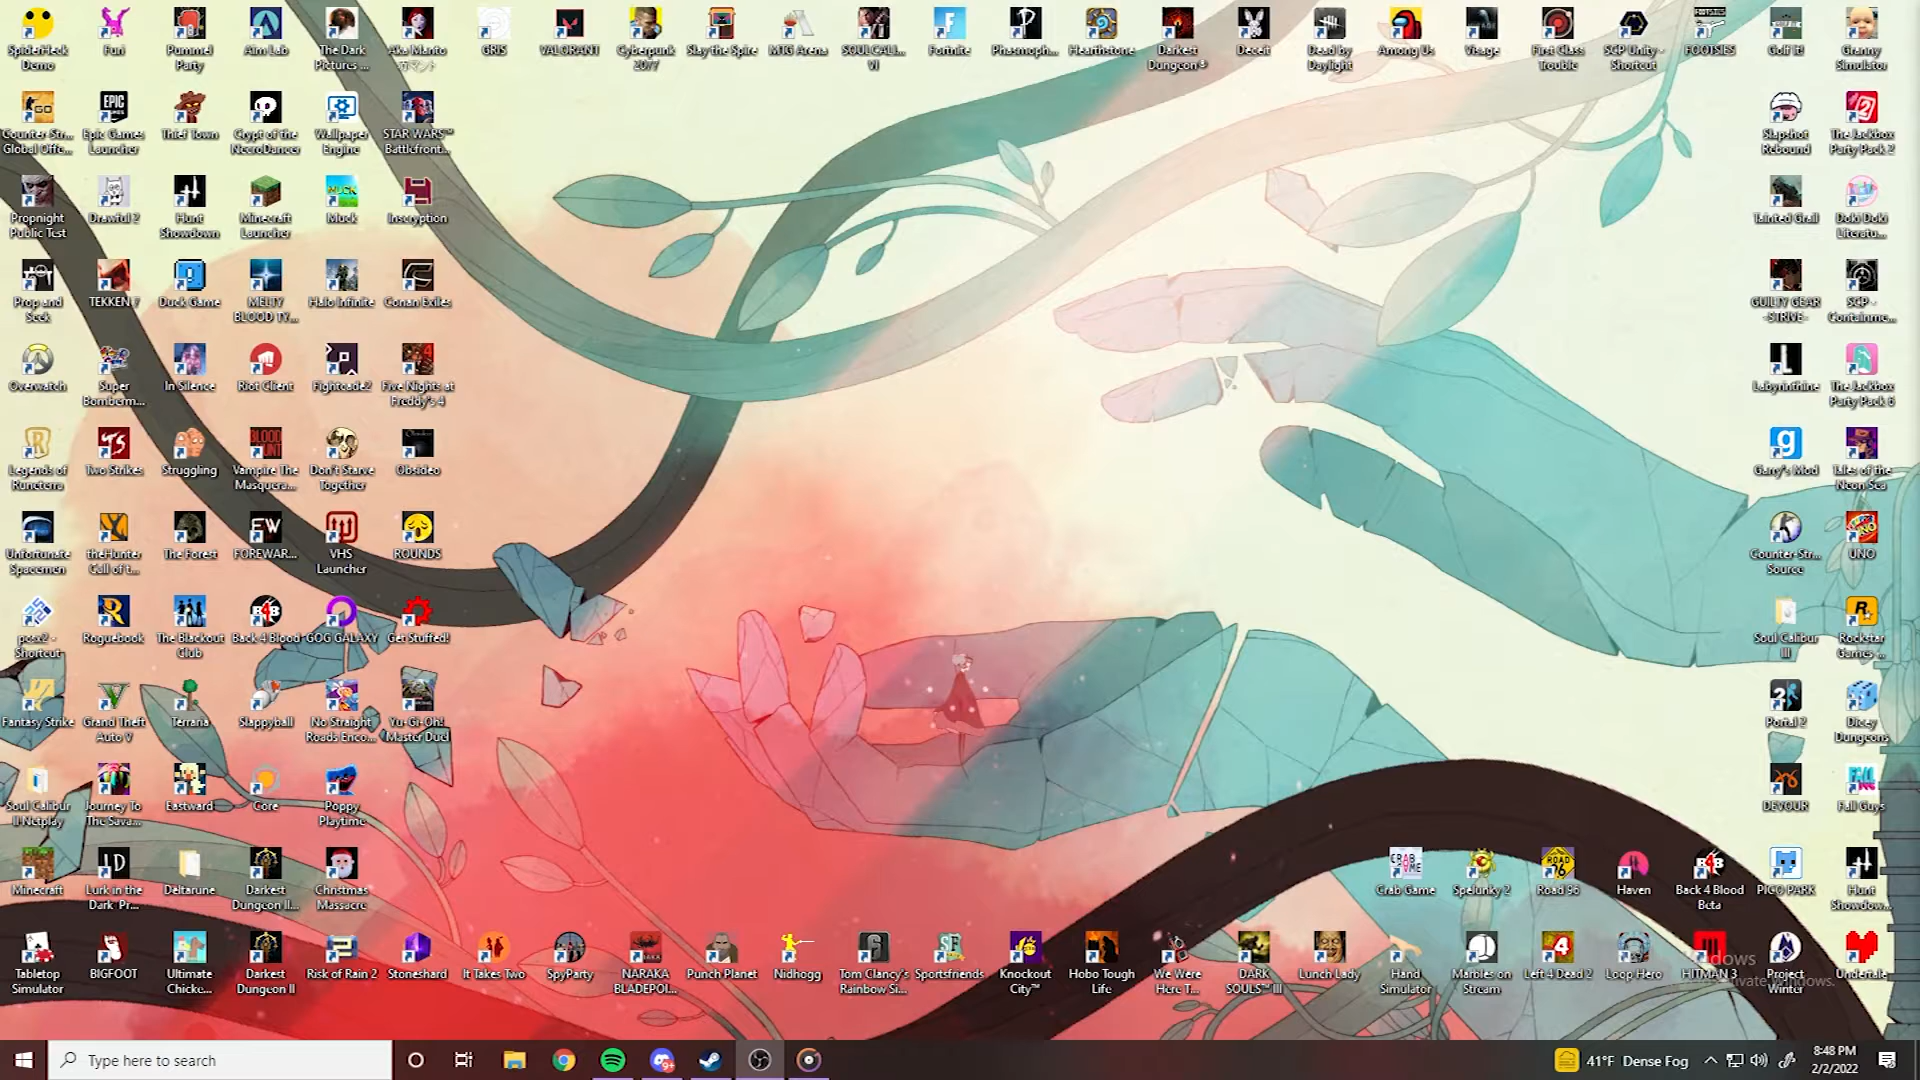 SpiderHeck
Demo
Furi
Pummel
Party
Aim Lab
The Dark
Pictures ...
Aka Manto
GRIS
VALORANT
Cyberpunk
2077
Slay the Spire
MTG Arena
SOULCALI...
VI
Fortnite
Phasmoph...
Hearthstone
Darkest
Dungeon®
Deceit
Dead by
Daylight
Among Us
Visage
First Class
Trouble
SCP Unity -
Shortcut
FOOTSIES
Golf It!
Granny
Simulator
Counter-Str...
Global Offe...
Epic Games
Launcher
Thief Town
Crypt of the
NecroDancer
Wallpaper
Engine
STAR WARS™
Battlefront...
Slapshot
Rebound
The Jackbox
Party Pack 2
Propnight
Public Test
Drawful 2
Hunt
Showdown
Minecraft
Launcher
Muck
Inscryption
Tainted Grail
Doki Doki
Literatu...
Prop and
Seek
TEKKEN 7
Duck Game
MELTY
BLOOD TY...
Halo Infinite
Conan Exiles
GUILTY GEAR
-STRIVE-
SCP -
Containme...
Overwatch
Super
Bomberm...
In Silence
Riot Client
Fightcade2
Five Nights at
Freddy's 4
Labyrinthine
The Jackbox
Party Pack 6
Legends of
Runeterra
Two Strikes
Struggling
Vampire The
Masquera...
Don't Starve
Together
Obsideo
Garry's Mod
Tales of the
Neon Sea
Unfortunate
Spacemen
theHunter
Call of t...
The Forest
FOREWAR...
VHS
Launcher
ROUNDS
Counter-Str...
Source
UNO
pcsx2 -
Shortcut
Roguebook
The Blackout
Club
Back 4 Blood
GOG GALAXY
Get Stuffed!
Soul Calibur
III
Rockstar
Games ...
Fantasy Strike
Grand Theft
Auto V
Terraria
Slappyball
No Straight
Roads Enco...
Yu-Gi-Oh!
Master Duel
Portal 2
Dicey
Dungeons
Soul Calibur
II Netplay
Journey To
The Sava...
Eastward
Core
Poppy
Playtime
DEVOUR
Fall Guys
Minecraft
Lurk in the
Dark Pr...
Deltarune
Darkest
Dungeon II...
Christmas
Massacre
Crab Game
Spelunky 2
Road 96
Haven
Back 4 Blood
Beta
PICO PARK
Hunt
Showdow...
Tabletop
Simulator
BIGFOOT
Ultimate
Chicke...
Darkest
Dungeon II
Risk of Rain 2
Stoneshard
It Takes Two
SpyParty
NARAKA
BLADEPOI...
Punch Planet
Nidhogg
Tom Clancy's
Rainbow Si...
Sportsfriends
Knockout
City™
Hobo Tough
Life
We Were
Here T...
DARK
SOULS™ III
Lunch Lady
Hand
Simulator
Marbles on
Stream
Left 4 Dead 2
Loop Hero
HITMAN 3
Project
Winter
Undertale
Type here to search
41°F Dense Fog
8:48 PM
2/2/2022